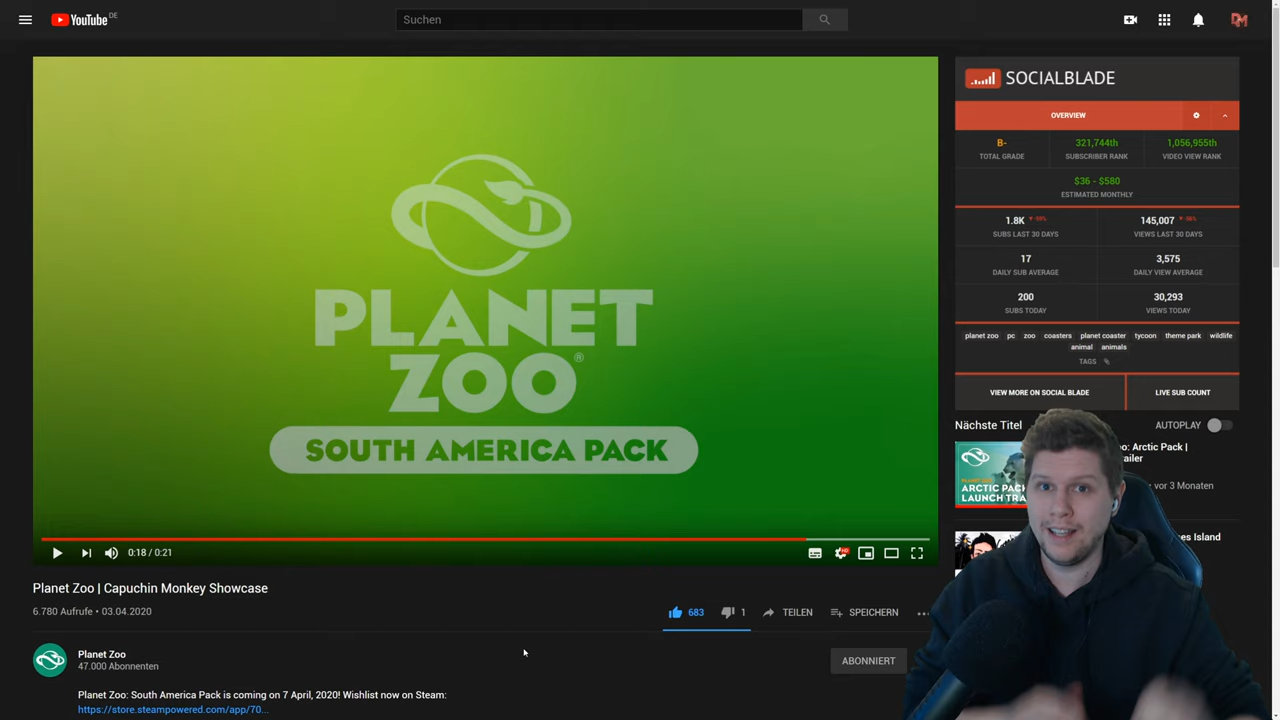 YouTube DE
Suchen
PLANET
ZOO®
SOUTH AMERICA PACK
0:18 / 0:21
HD
Planet Zoo | Capuchin Monkey Showcase
6.780 Aufrufe • 03.04.2020
683
1
TEILEN
SPEICHERN
Planet Zoo
47.000 Abonnenten
ABONNIERT
Planet Zoo: South America Pack is coming on 7 April, 2020! Wishlist now on Steam:
https://store.steampowered.com/app/70...
SOCIALBLADE
OVERVIEW
B-
TOTAL GRADE
321,744th
SUBSCRIBER RANK
1,056,955th
VIDEO VIEW RANK
$36 - $580
ESTIMATED MONTHLY
1.8K
SUBS LAST 30 DAYS
145,007
VIEWS LAST 30 DAYS
17
DAILY SUB AVERAGE
3,575
DAILY VIEW AVERAGE
200
SUBS TODAY
30,293
VIEWS TODAY
planet zoo pc zoo coasters planet coaster tycoon theme park wildlife
animal animals
TAGS
VIEW MORE ON SOCIAL BLADE
LIVE SUB COUNT
Nächste Titel
AUTOPLAY
Arctic Pack |
PLANET ZOO
ARCTIC PACK
LAUNCH
vor 3 Monaten
Island